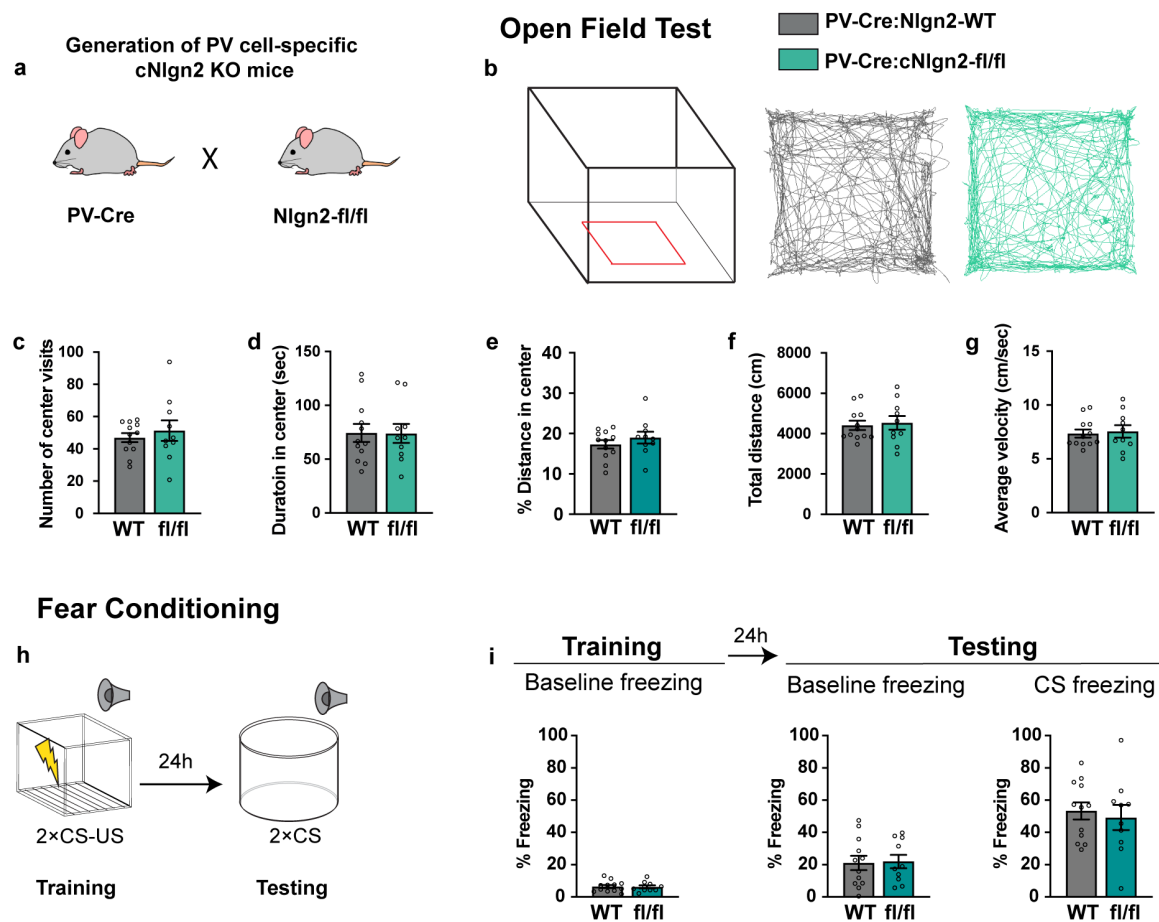 Generation of PV cell-specific
cNlgn2 KO mice
a
PV-Cre
X
Nlgn2-fl/fl
Open Field Test
PV-Cre:Nlgn2-WT
PV-Cre:cNlgn2-fl/fl
b
c
Number of center visits
100
80
60
40
20
0
WT fl/fl
d
Duratoin in center (sec)
150
100
50
0
WT fl/fl
e
% Distance in center
40
30
20
10
0
WT fl/fl
f
Total distance (cm)
8000
6000
4000
2000
0
WT fl/fl
g
Average velocity (cm/sec)
15
10
5
0
WT fl/fl
Fear Conditioning
h
24h
2×CS-US
2×CS
Training
Testing
i
Training
24h
Testing
Baseline freezing
Baseline freezing
CS freezing
% Freezing
100
80
60
40
20
0
WT fl/fl
% Freezing
100
80
60
40
20
0
WT fl/fl
% Freezing
100
80
60
40
20
0
WT fl/fl